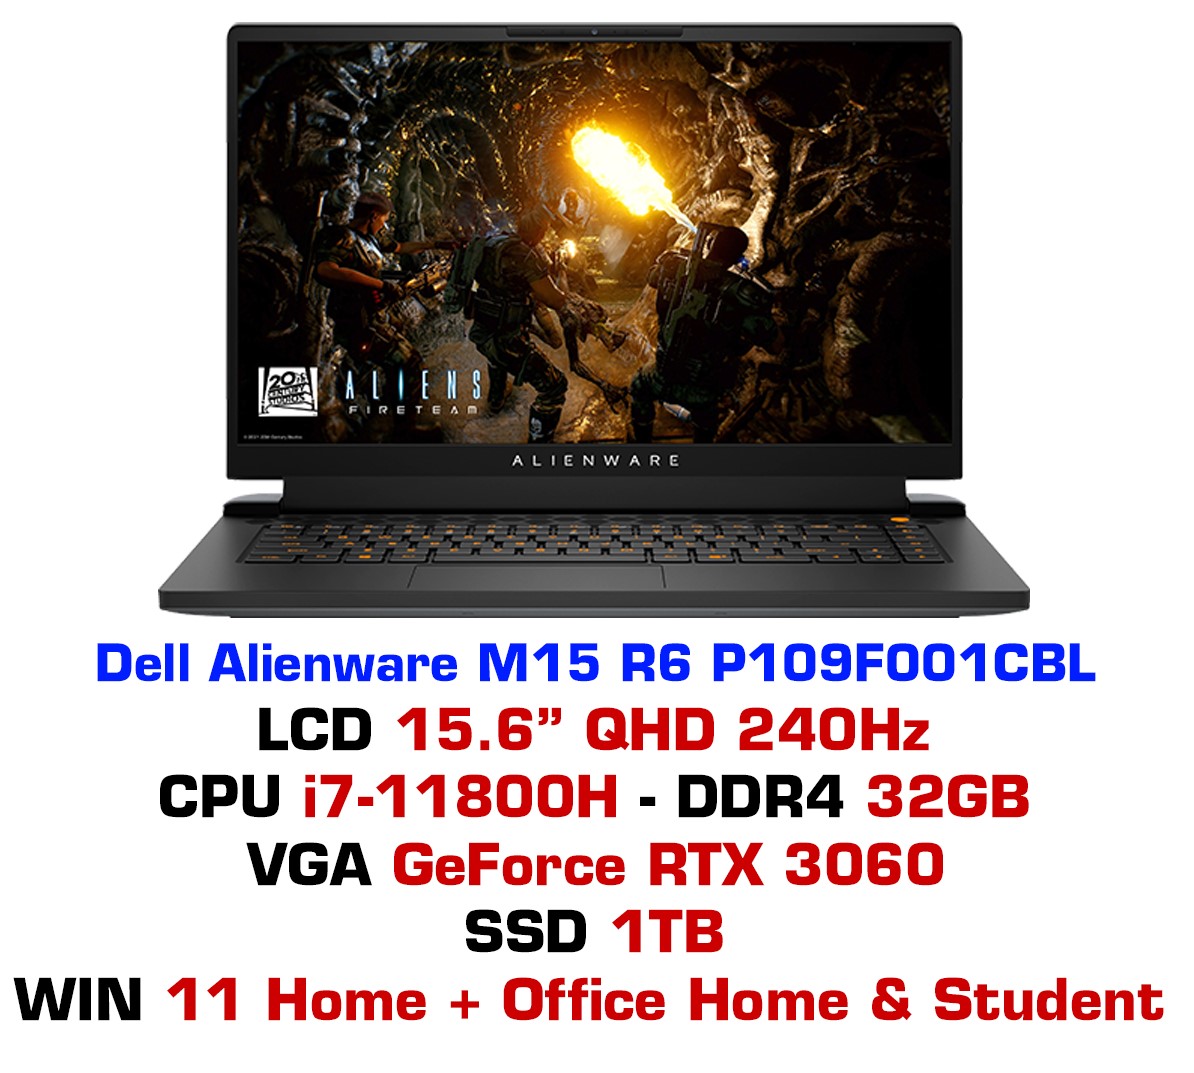 20th
CENTURY
STUDIOS
ALIENS
FIRETEAM
ALIENWARE
Dell Alienware M15 R6 P109F001CBL
LCD 15.6” QHD 240Hz
CPU i7-11800H - DDR4 32GB
VGA GeForce RTX 3060
SSD 1TB
WIN 11 Home + Office Home & Student